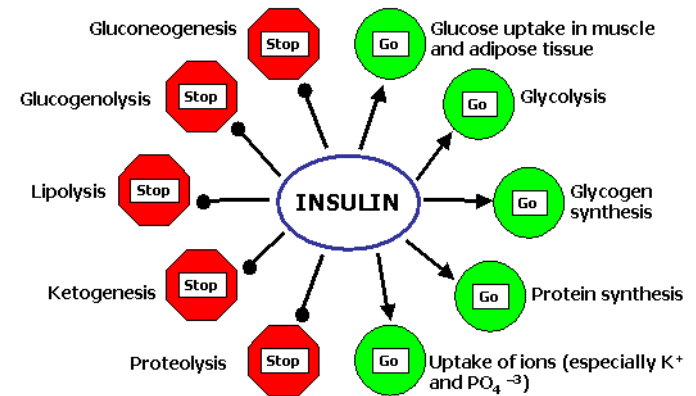 Gluconeogenesis
Stop
Go
Glucose uptake in muscle
and adipose tissue
Glucogenolysis
Stop
Go
Glycolysis
Lipolysis
Stop
INSULIN
Go
Glycogen
synthesis
Ketogenesis
Stop
Go
Protein synthesis
Proteolysis
Stop
Go
Uptake of ions (especially K⁺
and PO₄ ⁻³)